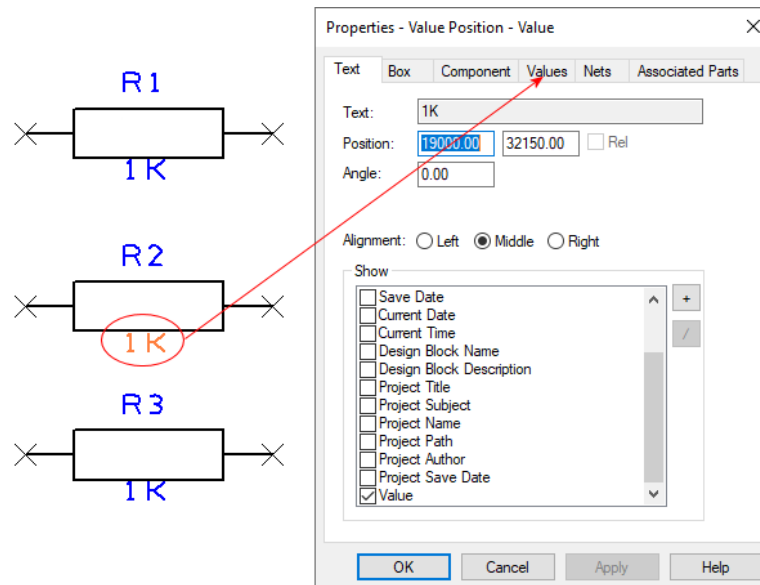 R1
1K
R2
1K
R3
1K
Properties - Value Position - Value
Text Box Component Values Nets Associated Parts
Text: 1K
Position: 19000.00 32150.00 Rel
Angle: 0.00
Alignment: Left Middle Right
Show
Save Date
Current Date
Current Time
Design Block Name
Design Block Description
Project Title
Project Subject
Project Name
Project Path
Project Author
Project Save Date
Value
+
/
OK Cancel Apply Help